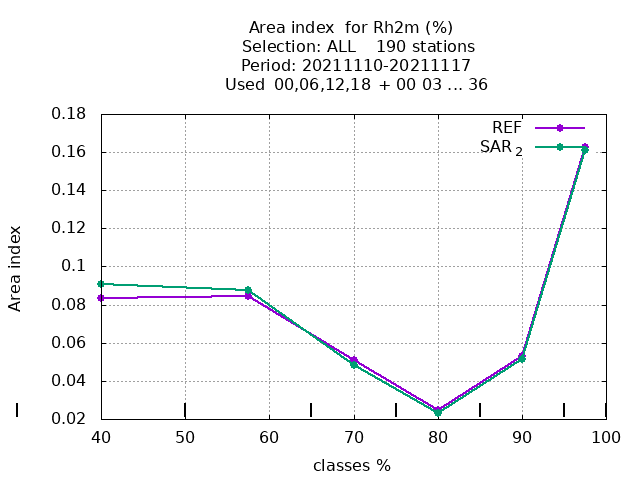 Area index  for Rh2m (%)
Selection: ALL    190 stations
Period: 20211110-20211117
Used  00,06,12,18  + 00 03 ... 36
REF
SAR 2
0.18
0.16
0.14
0.12
0.1
0.08
0.06
0.04
0.02
Area index
40 50 60 70 80 90 100
classes %